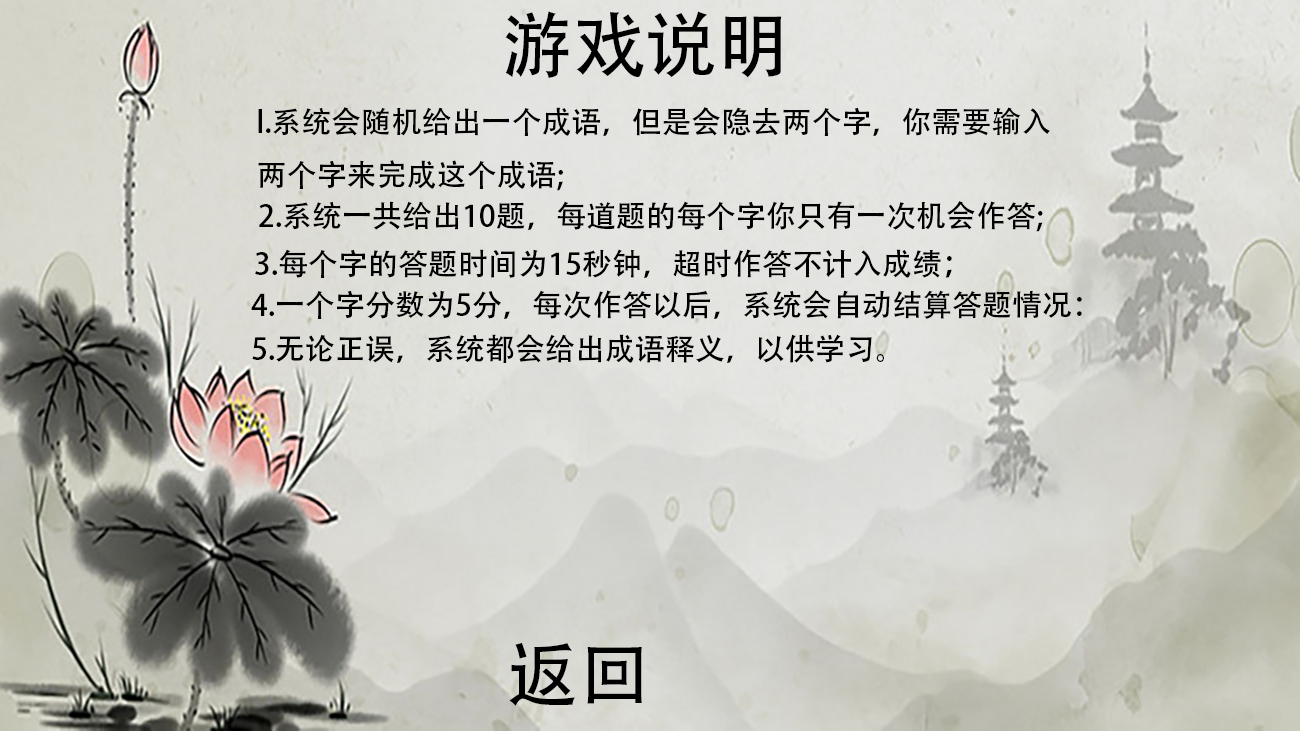 游戏说明
1.系统会随机给出一个成语，但是会隐去两个字，你需要输入
两个字来完成这个成语;
2.系统一共给出10题，每道题的每个字你只有一次机会作答;
3.每个字的答题时间为15秒钟，超时作答不计入成绩；
4.一个字分数为5分，每次作答以后，系统会自动结算答题情况：
5.无论正误，系统都会给出成语释义，以供学习。
返回